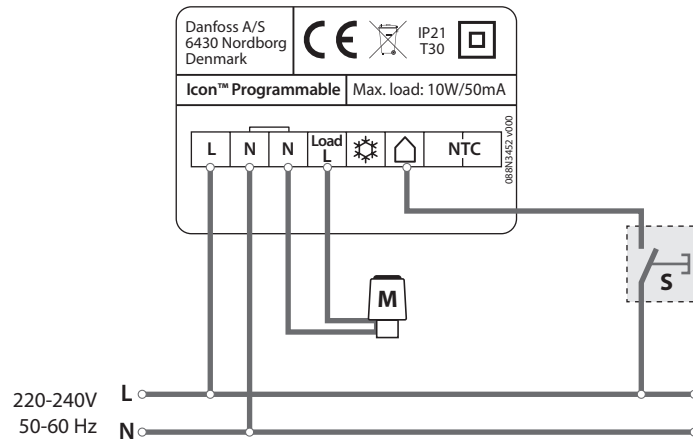 Danfoss A/S
6430 Nordborg
Denmark
CE
IP21
T30
Icon™ Programmable
Max. load: 10W/50mA
L N N Load L NTC
088N3452 v000
M
S
220-240V
50-60 Hz
L
N